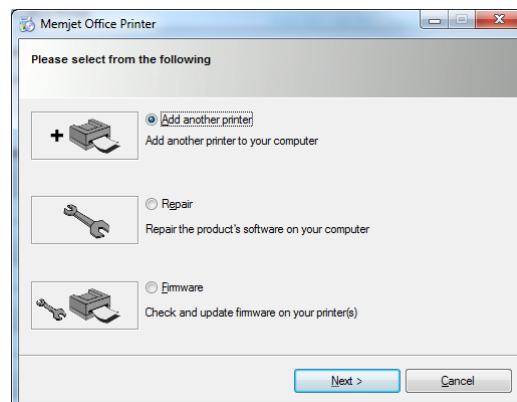 Memjet Office Printer
Please select from the following
Add another printer
Add another printer to your computer
Repair
Repair the product's software on your computer
Firmware
Check and update firmware on your printer(s)
Next >
Cancel